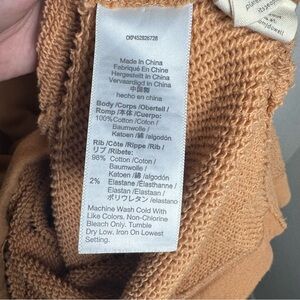 Made In China
Fabriqué En Chine
Hergestellt In China
Vervaardigd In China
中国製
hecho en china
Body /Corps /Oberteil /
Romp /本体 /Cuerpo:
100% Cotton /Coton /
Baumwolle /
Katoen /綿 /algodón
Rib /Côte /Rippe /Rib /
リブ /Ribete:
98% Cotton /Coton /
Baumwolle /
Katoen /綿 /algodón
2% Elastane /Élasthanne /
Elastan /Elastaan /
ポリウレタン /elastano
Machine Wash Cold With
Like Colors. Non-Chlorine
Bleach Only. Tumble
Dry Low. Iron On Lowest
Setting.